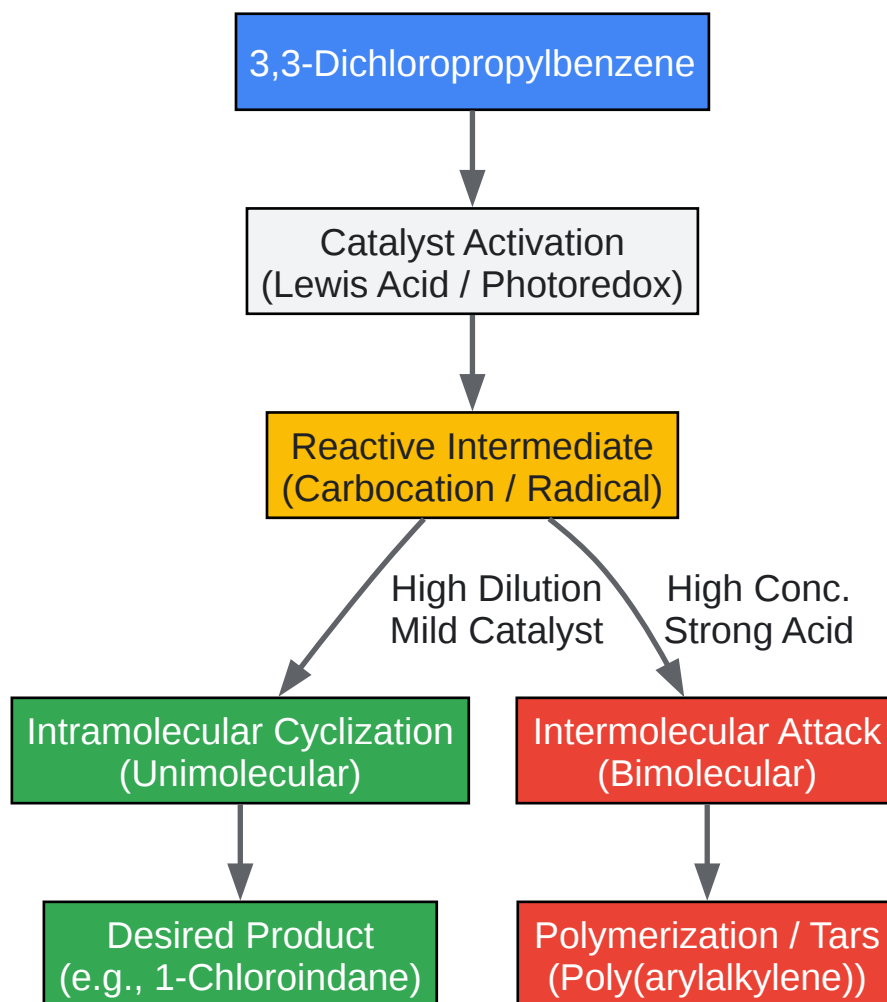 3,3-Dichloropropylbenzene
Catalyst Activation
(Lewis Acid / Photoredox)
Reactive Intermediate
(Carbocation / Radical)
High Dilution
Mild Catalyst
High Conc.
Strong Acid
Intramolecular Cyclization
(Unimolecular)
Intermolecular Attack
(Bimolecular)
Desired Product
(e.g., 1-Chloroindane)
Polymerization / Tars
(Poly(arylalkylene))